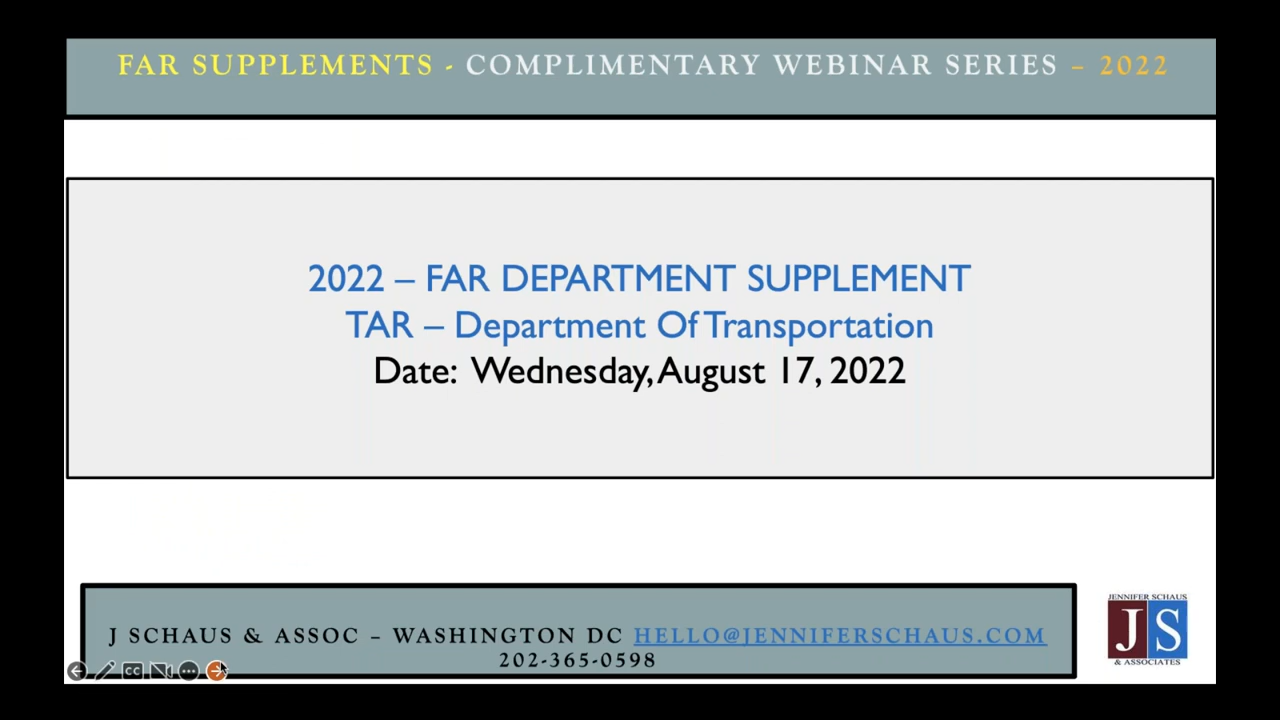 FAR SUPPLEMENTS - COMPLIMENTARY WEBINAR SERIES – 2022
2022 – FAR DEPARTMENT SUPPLEMENT
TAR – Department Of Transportation
Date: Wednesday, August 17, 2022
J SCHAUS & ASSOC – WASHINGTON DC HELLO@JENNIFERSCHAUS.COM
202-365-0598
JENNIFER SCHAUS
JS
& ASSOCIATES
CC